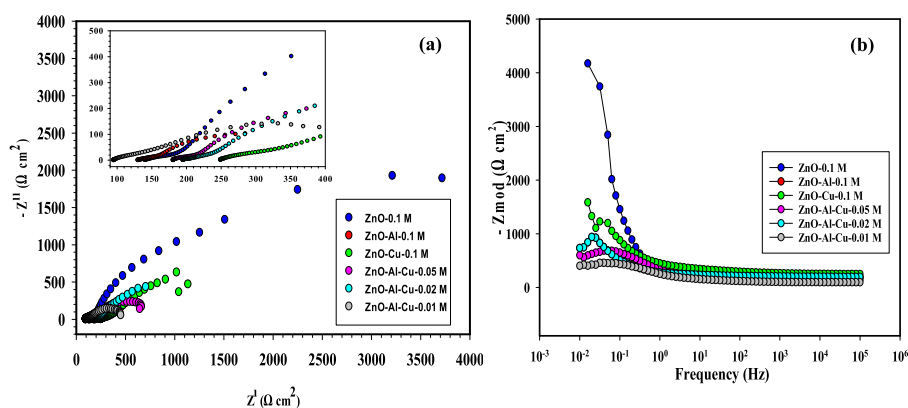 (a)
4000
3500
3000
2500
2000
1500
1000
500
0
- Z¹¹ (Ω cm²)
500
400
300
200
100
0
100 150 200 250 300 350 400
ZnO-0.1 M
ZnO-Al-0.1 M
ZnO-Cu-0.1 M
ZnO-Al-Cu-0.05 M
ZnO-Al-Cu-0.02 M
ZnO-Al-Cu-0.01 M
0 500 1000 1500 2000 2500 3000 3500 4000
Z¹ (Ω cm²)
(b)
5000
4000
3000
2000
1000
0
- Zmod (Ω cm²)
ZnO-0.1 M
ZnO-Al-0.1 M
ZnO-Cu-0.1 M
ZnO-Al-Cu-0.05 M
ZnO-Al-Cu-0.02 M
ZnO-Al-Cu-0.01 M
10⁻³ 10⁻² 10⁻¹ 10⁰ 10¹ 10² 10³ 10⁴ 10⁵ 10⁶
Frequency (Hz)